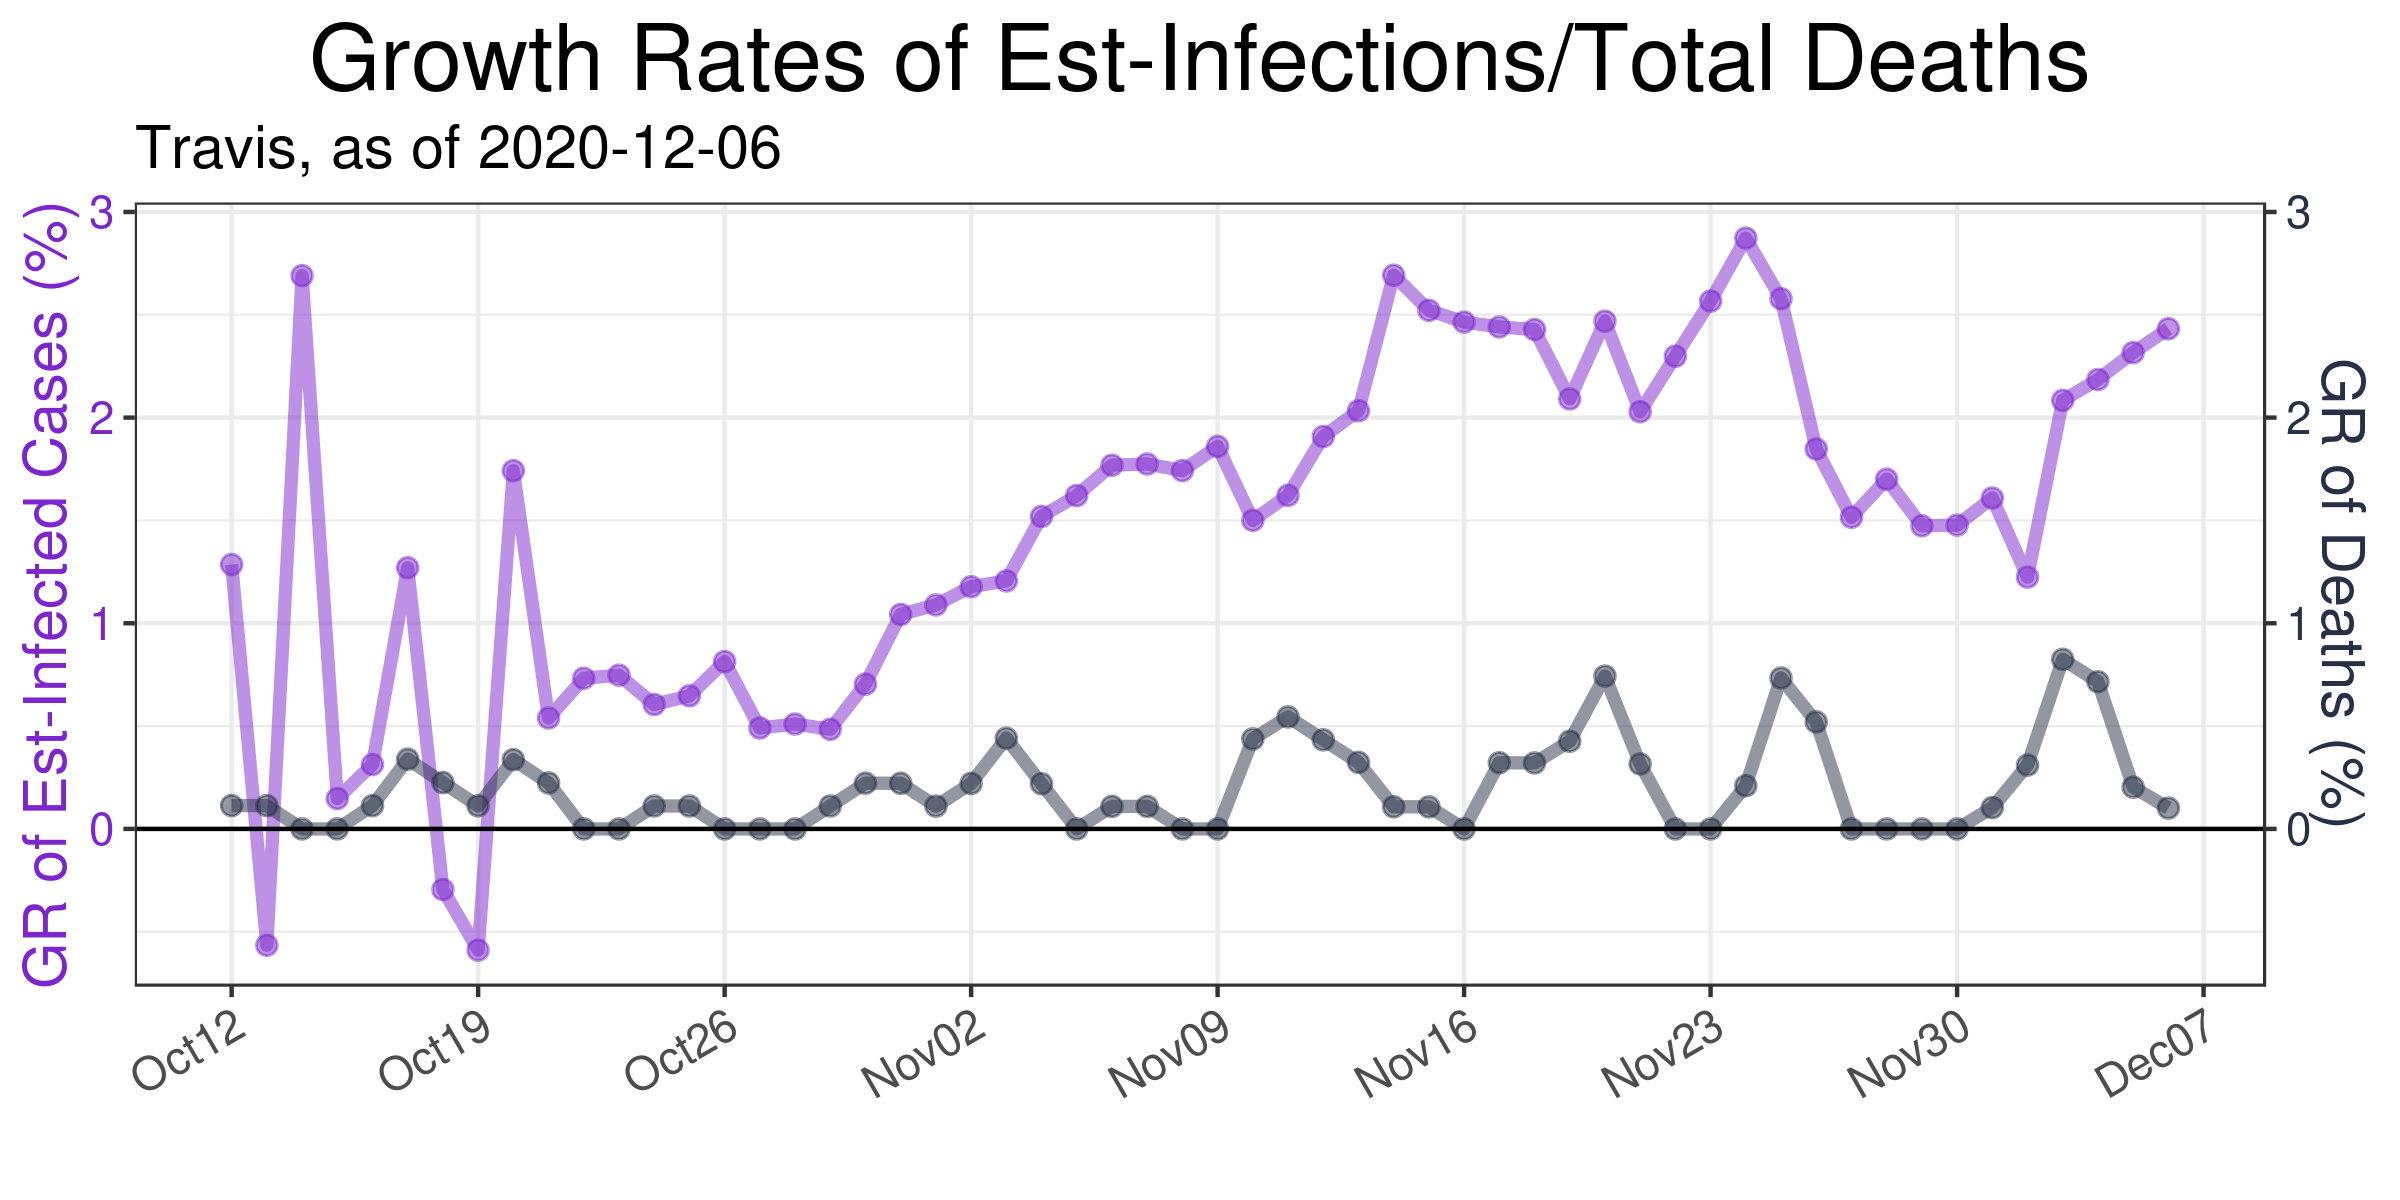 Growth Rates of Est-Infections/Total Deaths
Travis, as of 2020-12-06
GR of Est-Infected Cases (%)
3
2
1
0
3
2
1
0
GR of Deaths (%)
Oct12
Oct19
Oct26
Nov02
Nov09
Nov16
Nov23
Nov30
Dec07